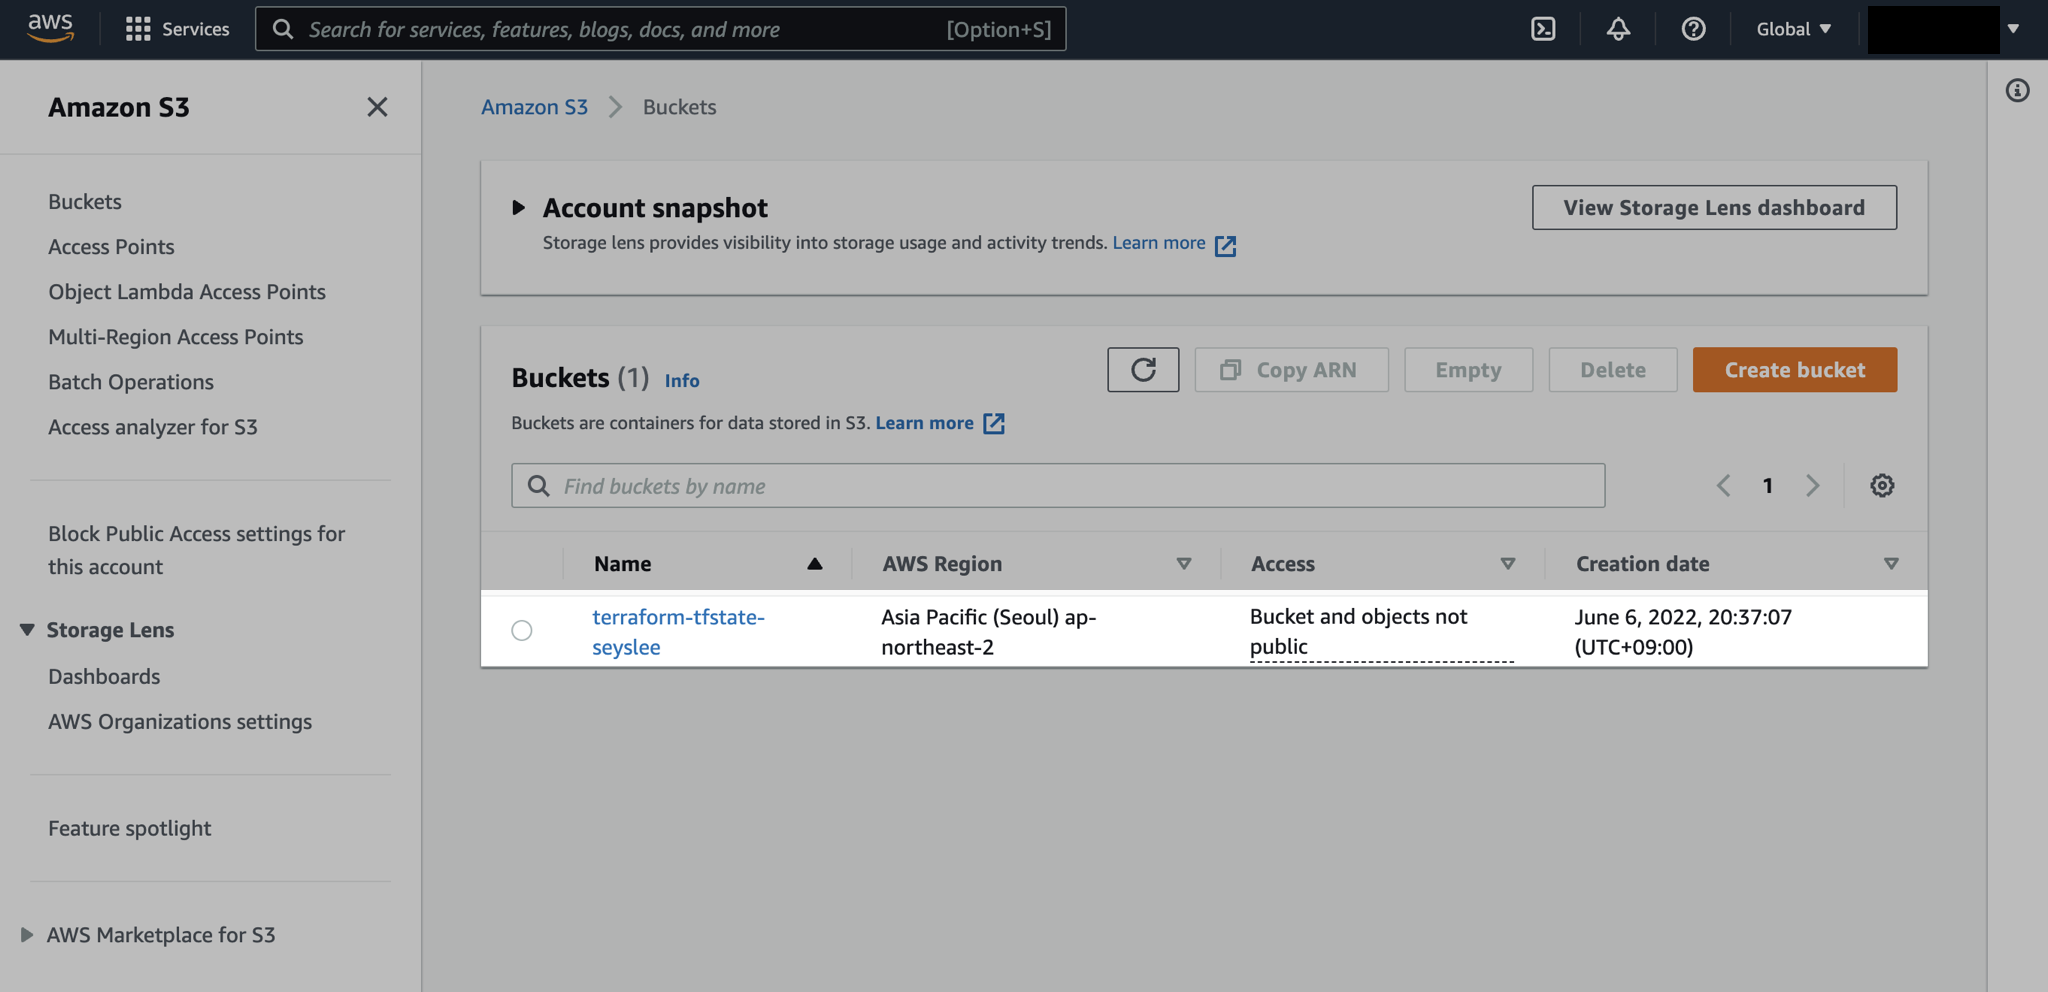 aws
Services
Search for services, features, blogs, docs, and more
[Option+S]
Global
Amazon S3
Buckets
Access Points
Object Lambda Access Points
Multi-Region Access Points
Batch Operations
Access analyzer for S3
Block Public Access settings for
this account
Storage Lens
Dashboards
AWS Organizations settings
Feature spotlight
AWS Marketplace for S3
Amazon S3
Buckets
Account snapshot
Storage lens provides visibility into storage usage and activity trends. Learn more
View Storage Lens dashboard
Buckets (1) Info
Buckets are containers for data stored in S3. Learn more
Copy ARN
Empty
Delete
Create bucket
Find buckets by name
1
Name
AWS Region
Access
Creation date
terraform-tfstate-
seyslee
Asia Pacific (Seoul) ap-
northeast-2
Bucket and objects not
public
June 6, 2022, 20:37:07
(UTC+09:00)